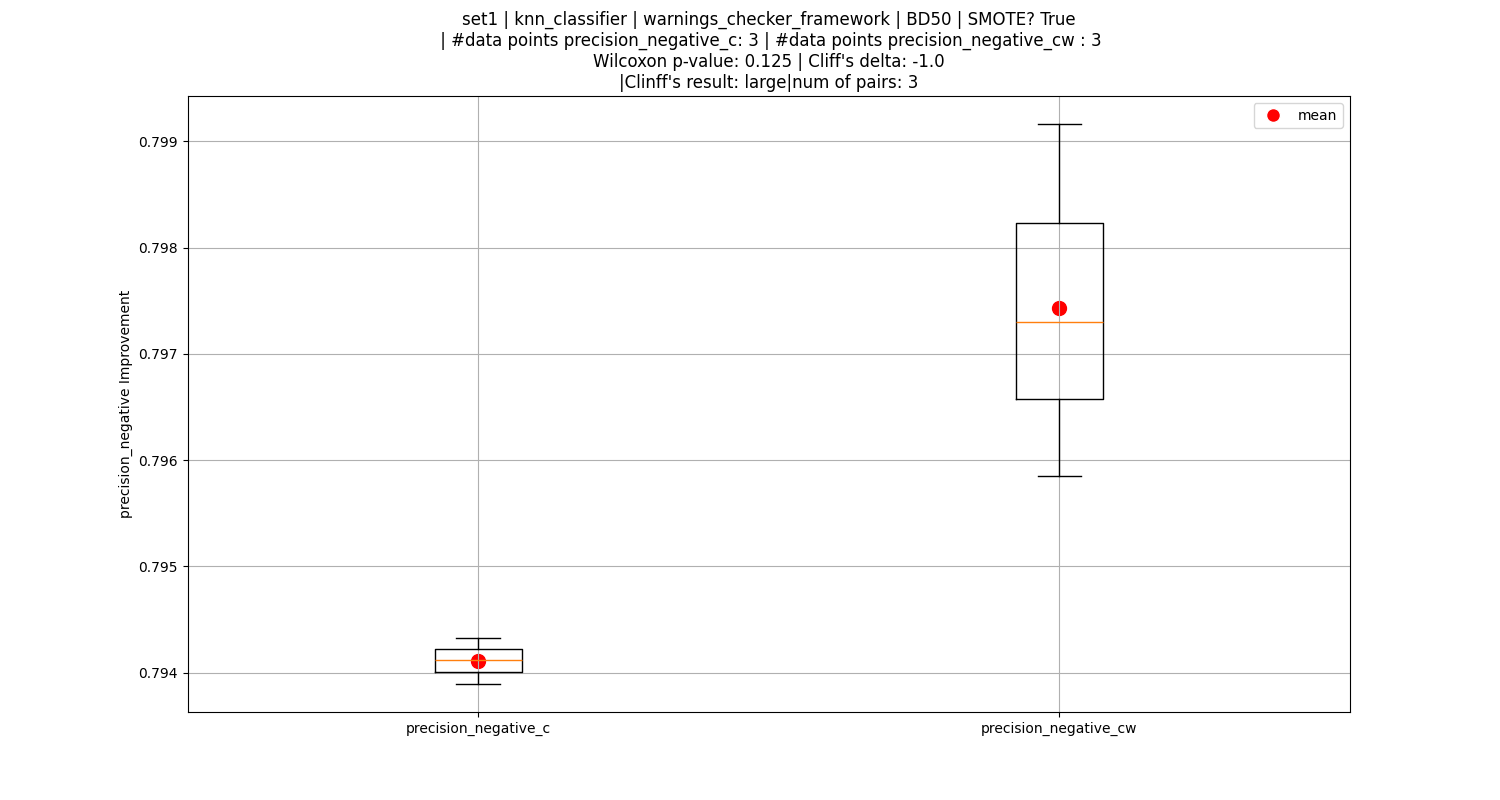 set1 | knn_classifier | warnings_checker_framework | BD50 | SMOTE? True
| #data points precision_negative_c: 3 | #data points precision_negative_cw : 3
Wilcoxon p-value: 0.125 | Cliff's delta: -1.0
|Clinff's result: large|num of pairs: 3
mean
0.799
0.798
0.797
0.796
0.795
0.794
precision_negative Improvement
precision_negative_c
precision_negative_cw